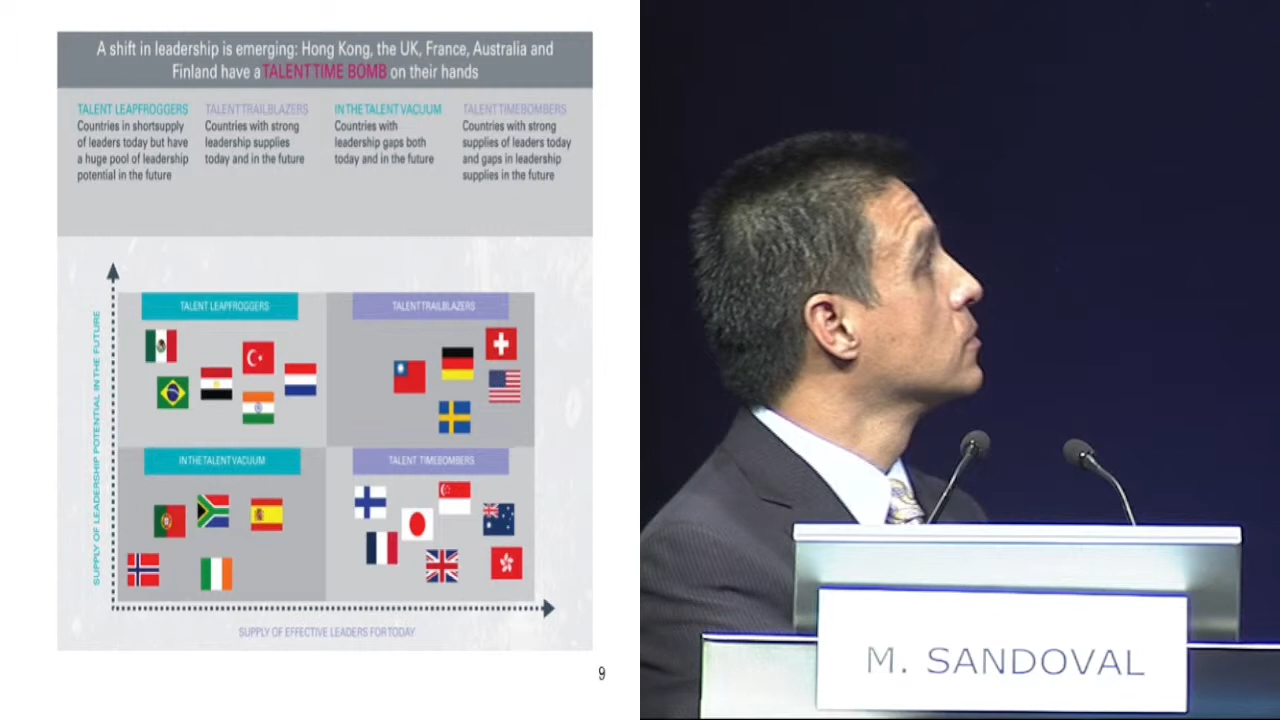 A shift in leadership is emerging: Hong Kong, the UK, France, Australia and
Finland have a TALENT TIME BOMB on their hands
TALENT LEAPFROGGERS
Countries in short supply
of leaders today but have
a huge pool of leadership
potential in the future
TALENT TRAILBLAZERS
Countries with strong
leadership supplies
today and in the future
IN THE TALENT VACUUM
Countries with
leadership gaps both
today and in the future
TALENT TIMEBOMBERS
Countries with strong
supplies of leaders today
and gaps in leadership
supplies in the future
SUPPLY OF LEADERSHIP POTENTIAL IN THE FUTURE
TALENT LEAPFROGGERS
TALENT TRAILBLAZERS
IN THE TALENT VACUUM
TALENT TIMEBOMBERS
SUPPLY OF EFFECTIVE LEADERS FOR TODAY
9
M. SANDOVAL